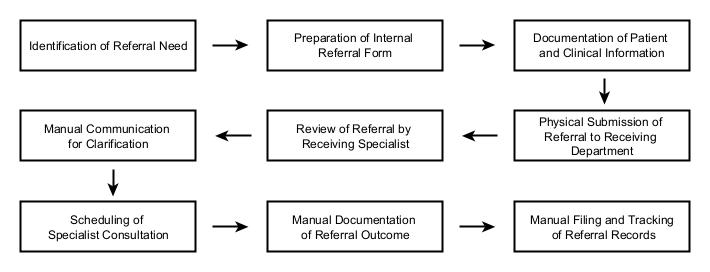 Identification of Referral Need
Preparation of Internal
Referral Form
Documentation of Patient
and Clinical Information
Physical Submission of
Referral to Receiving
Department
Review of Referral by
Receiving Specialist
Manual Communication
for Clarification
Scheduling of
Specialist Consultation
Manual Documentation
of Referral Outcome
Manual Filing and Tracking
of Referral Records